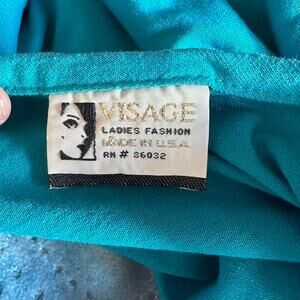 VISAGE
LADIES FASHION
MADE IN U.S.A.
RN # 86032